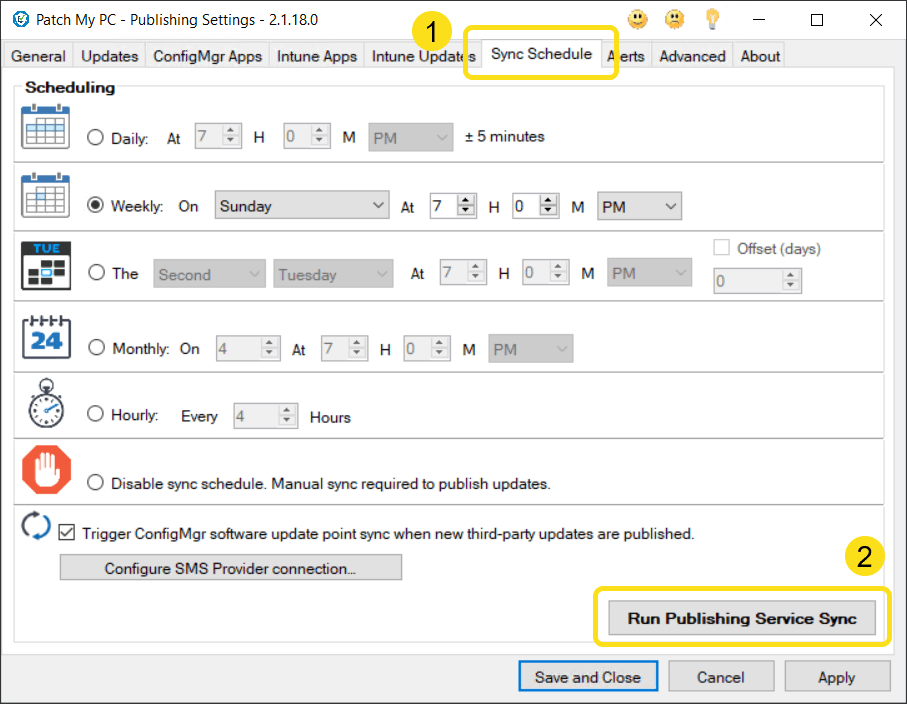 Patch My PC - Publishing Settings - 2.1.18.0
1
General Updates ConfigMgr Apps Intune Apps Intune Updates Sync Schedule Alerts Advanced About
Scheduling
Daily: At 7 H 0 M PM ± 5 minutes
Weekly: On Sunday At 7 H 0 M PM
TUE
Offset (days)
The Second Tuesday At 7 H 0 M PM
0
24
Monthly: On 4 At 7 H 0 M PM
Hourly: Every 4 Hours
Disable sync schedule. Manual sync required to publish updates.
Trigger ConfigMgr software update point sync when new third-party updates are published.
Configure SMS Provider connection...
2
Run Publishing Service Sync
Save and Close Cancel Apply